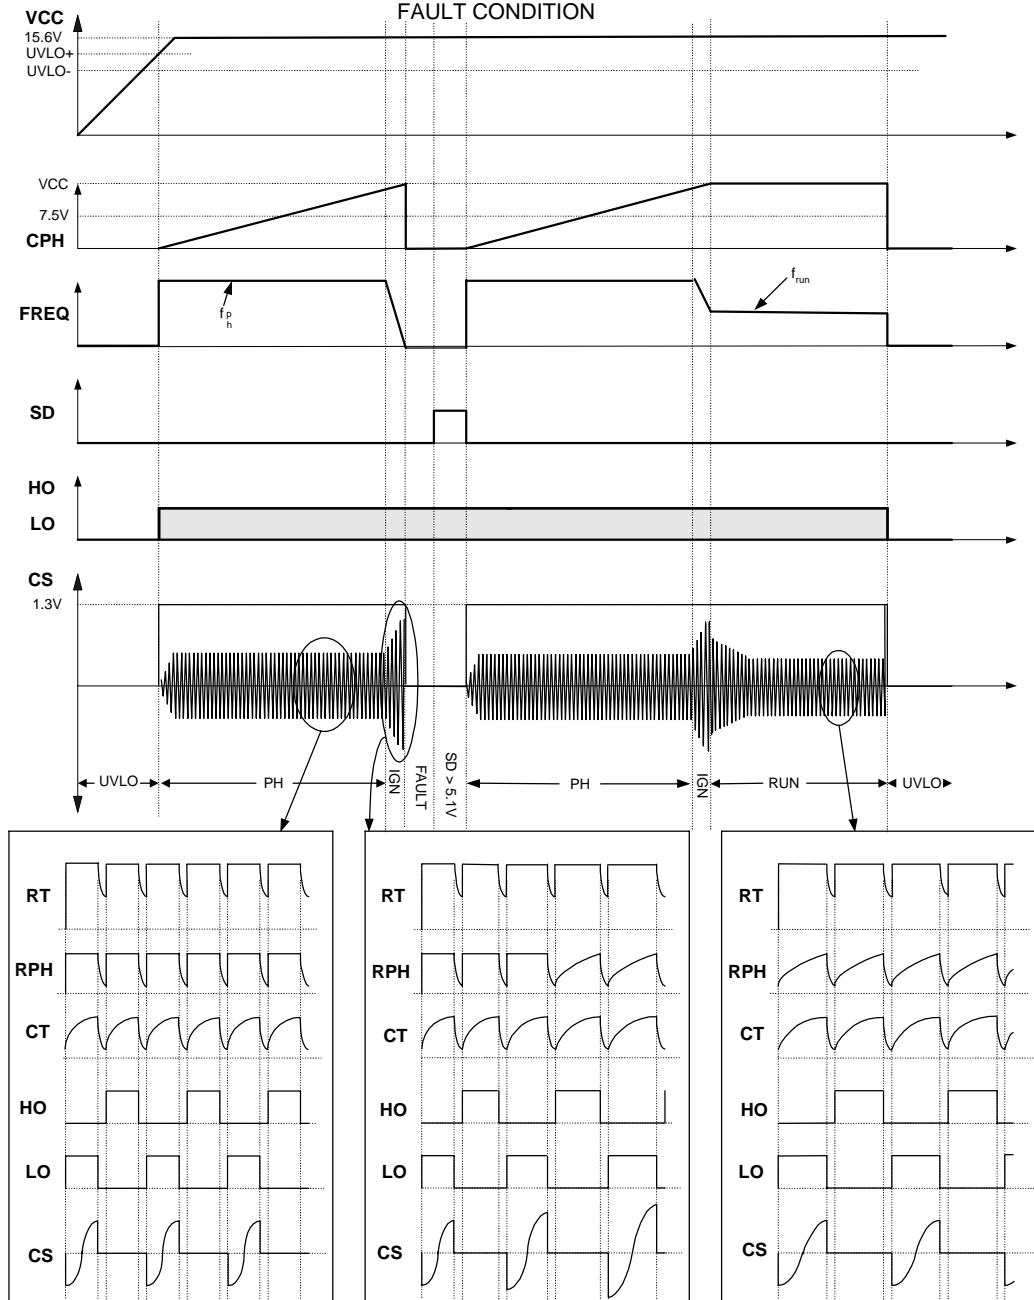 FAULT CONDITION
VCC
15.6V
UVLO+
UVLO-
VCC
7.5V
CPH
FREQ
f ph
f run
SD
HO
LO
CS
1.3V
UVLO PH IGN FAULT SD > 5.1V PH IGN RUN UVLO
RT
RPH
CT
HO
LO
CS
RT
RPH
CT
HO
LO
CS
RT
RPH
CT
HO
LO
CS